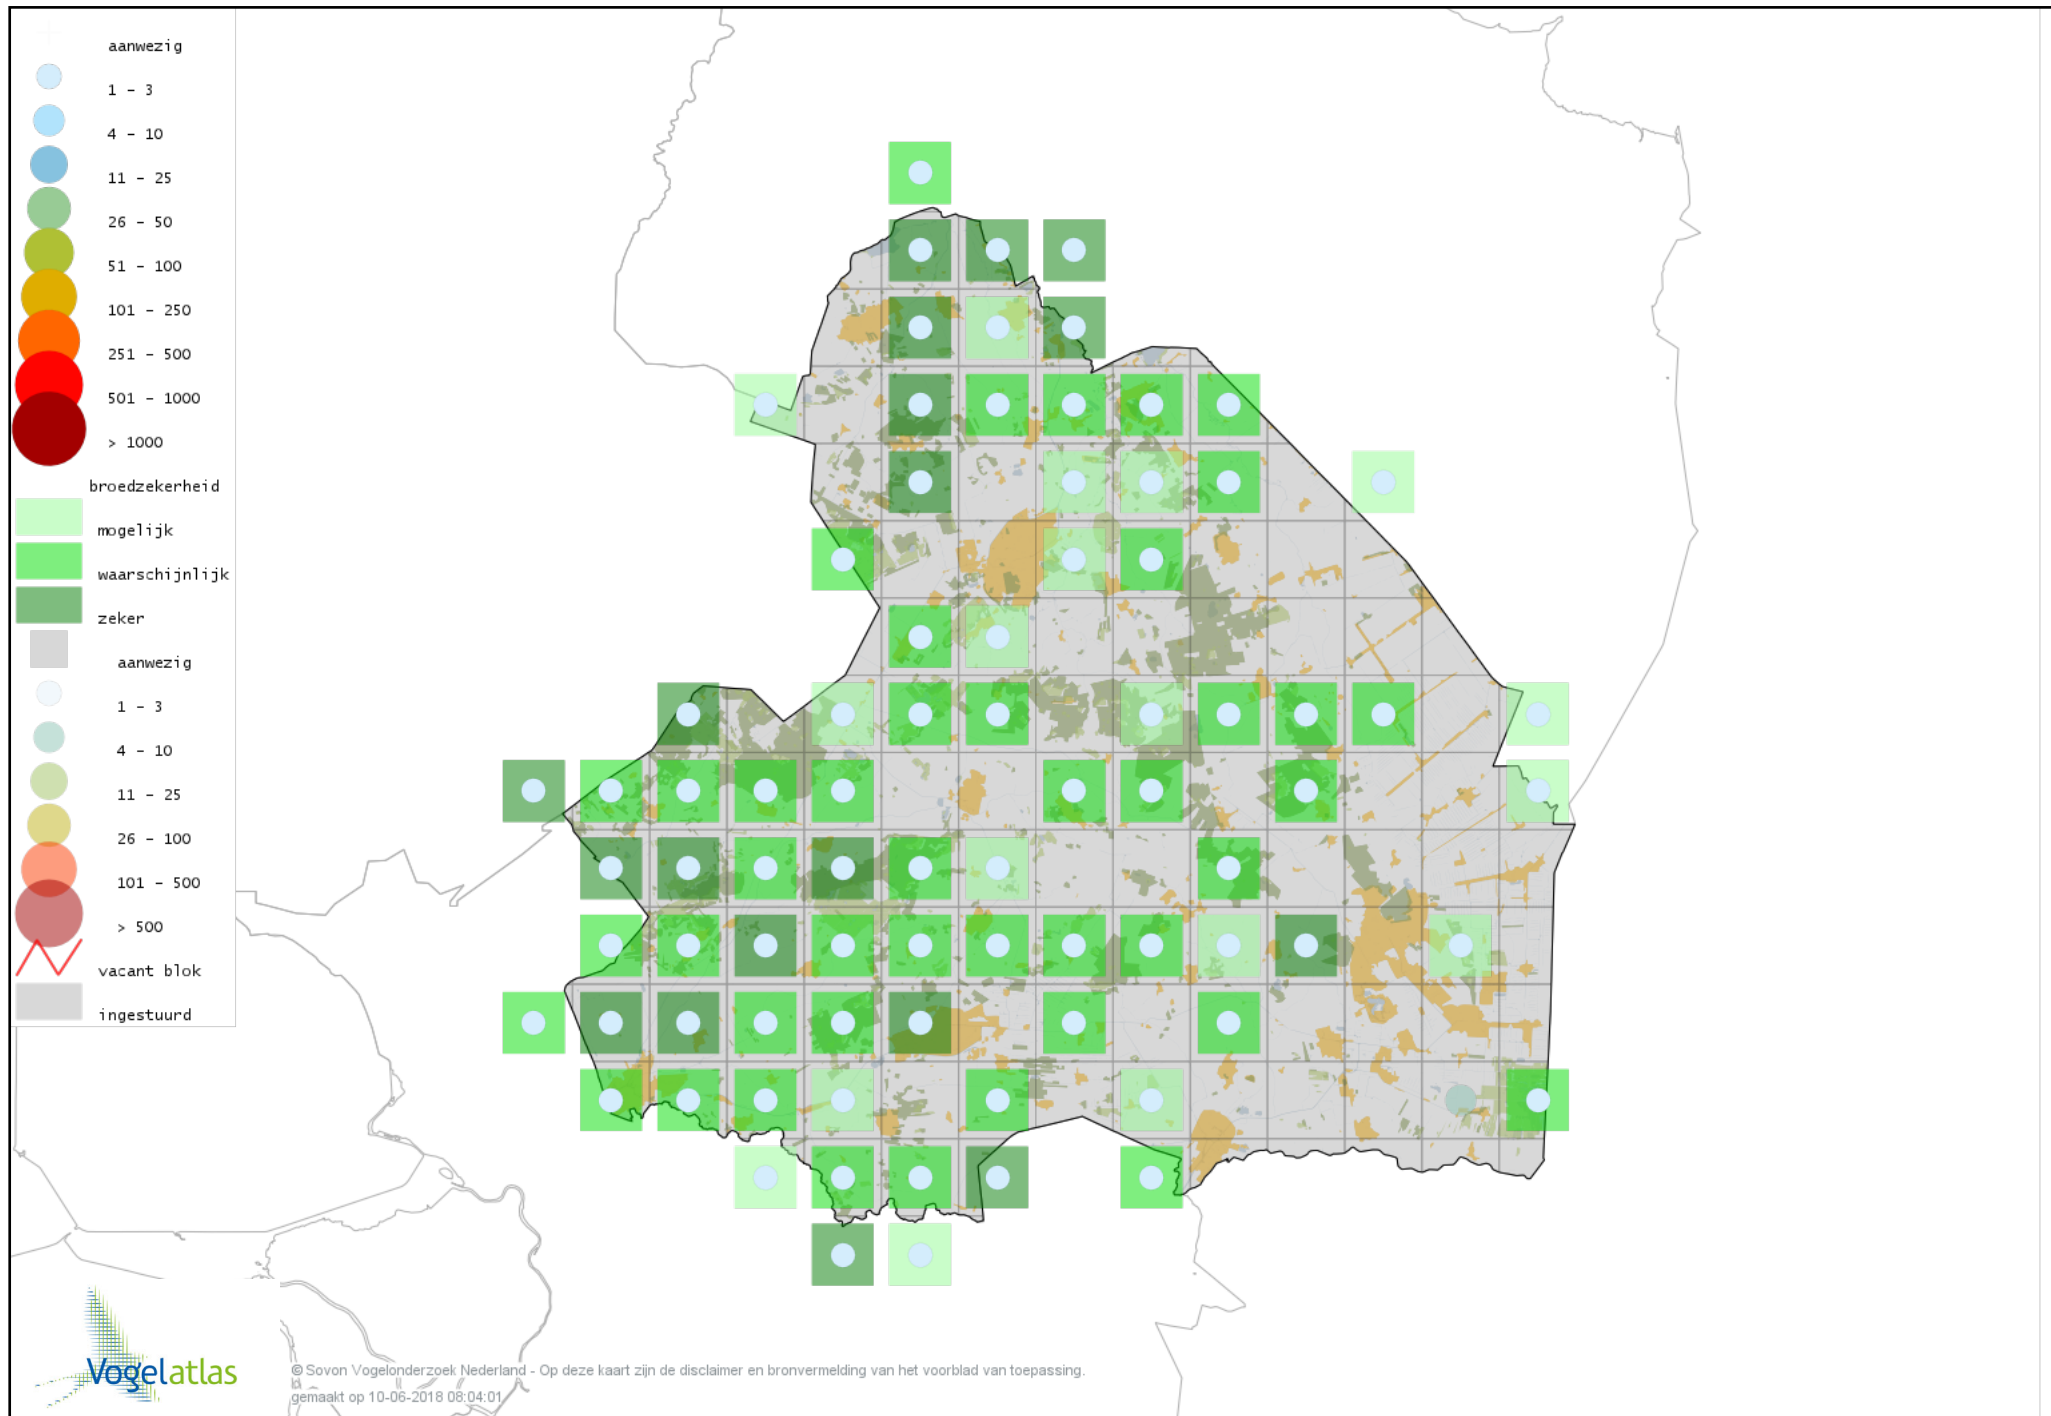 aanwezig
1 - 3
4 - 10
11 - 25
26 - 50
51 - 100
101 - 250
251 - 500
501 - 1000
> 1000
broedzekerheid
mogelijk
waarschijnlijk
zeker
aanwezig
1 - 3
4 - 10
11 - 25
26 - 100
101 - 500
> 500
vacant blok
ingestuurd
Vogelatlas
© Sovon Vogelonderzoek Nederland - Op deze kaart zijn de disclaimer en bronvermelding van het voorblad van toepassing.
gemaakt op 10-06-2018 08:04:01